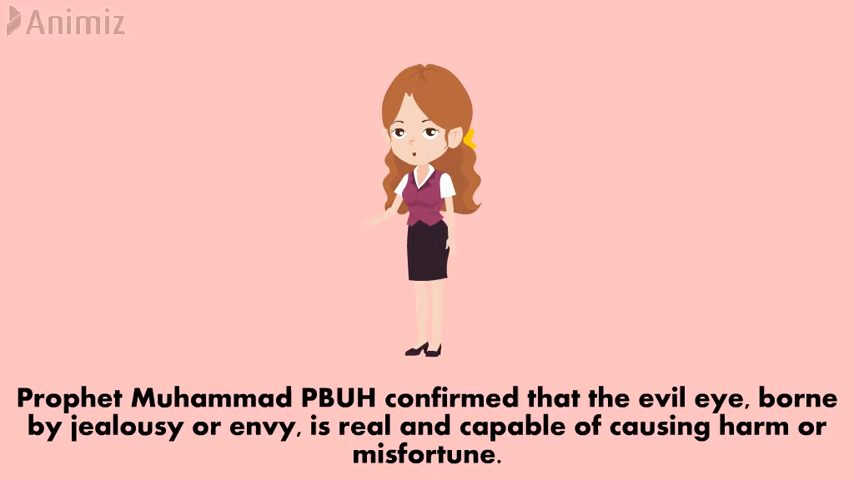 Animiz
Prophet Muhammad PBUH confirmed that the evil eye, borne
by jealousy or envy, is real and capable of causing harm or
misfortune.